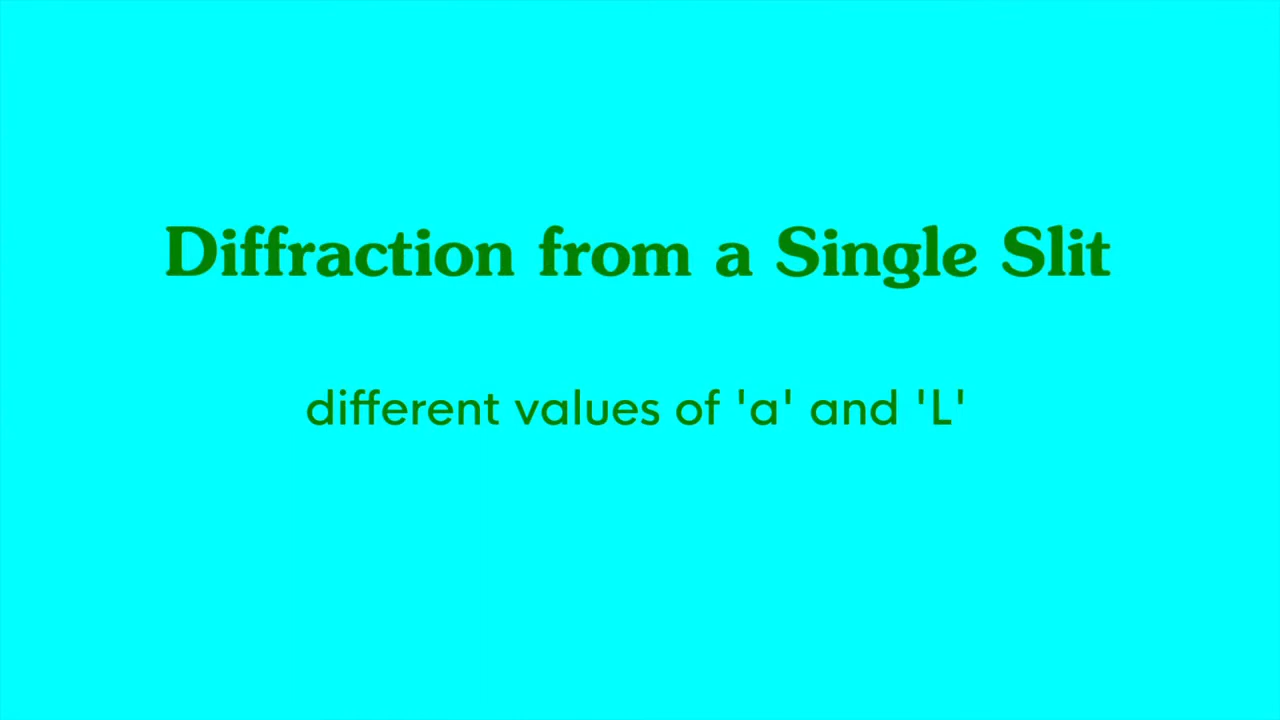 Diffraction from a Single Slit
different values of 'a' and 'L'